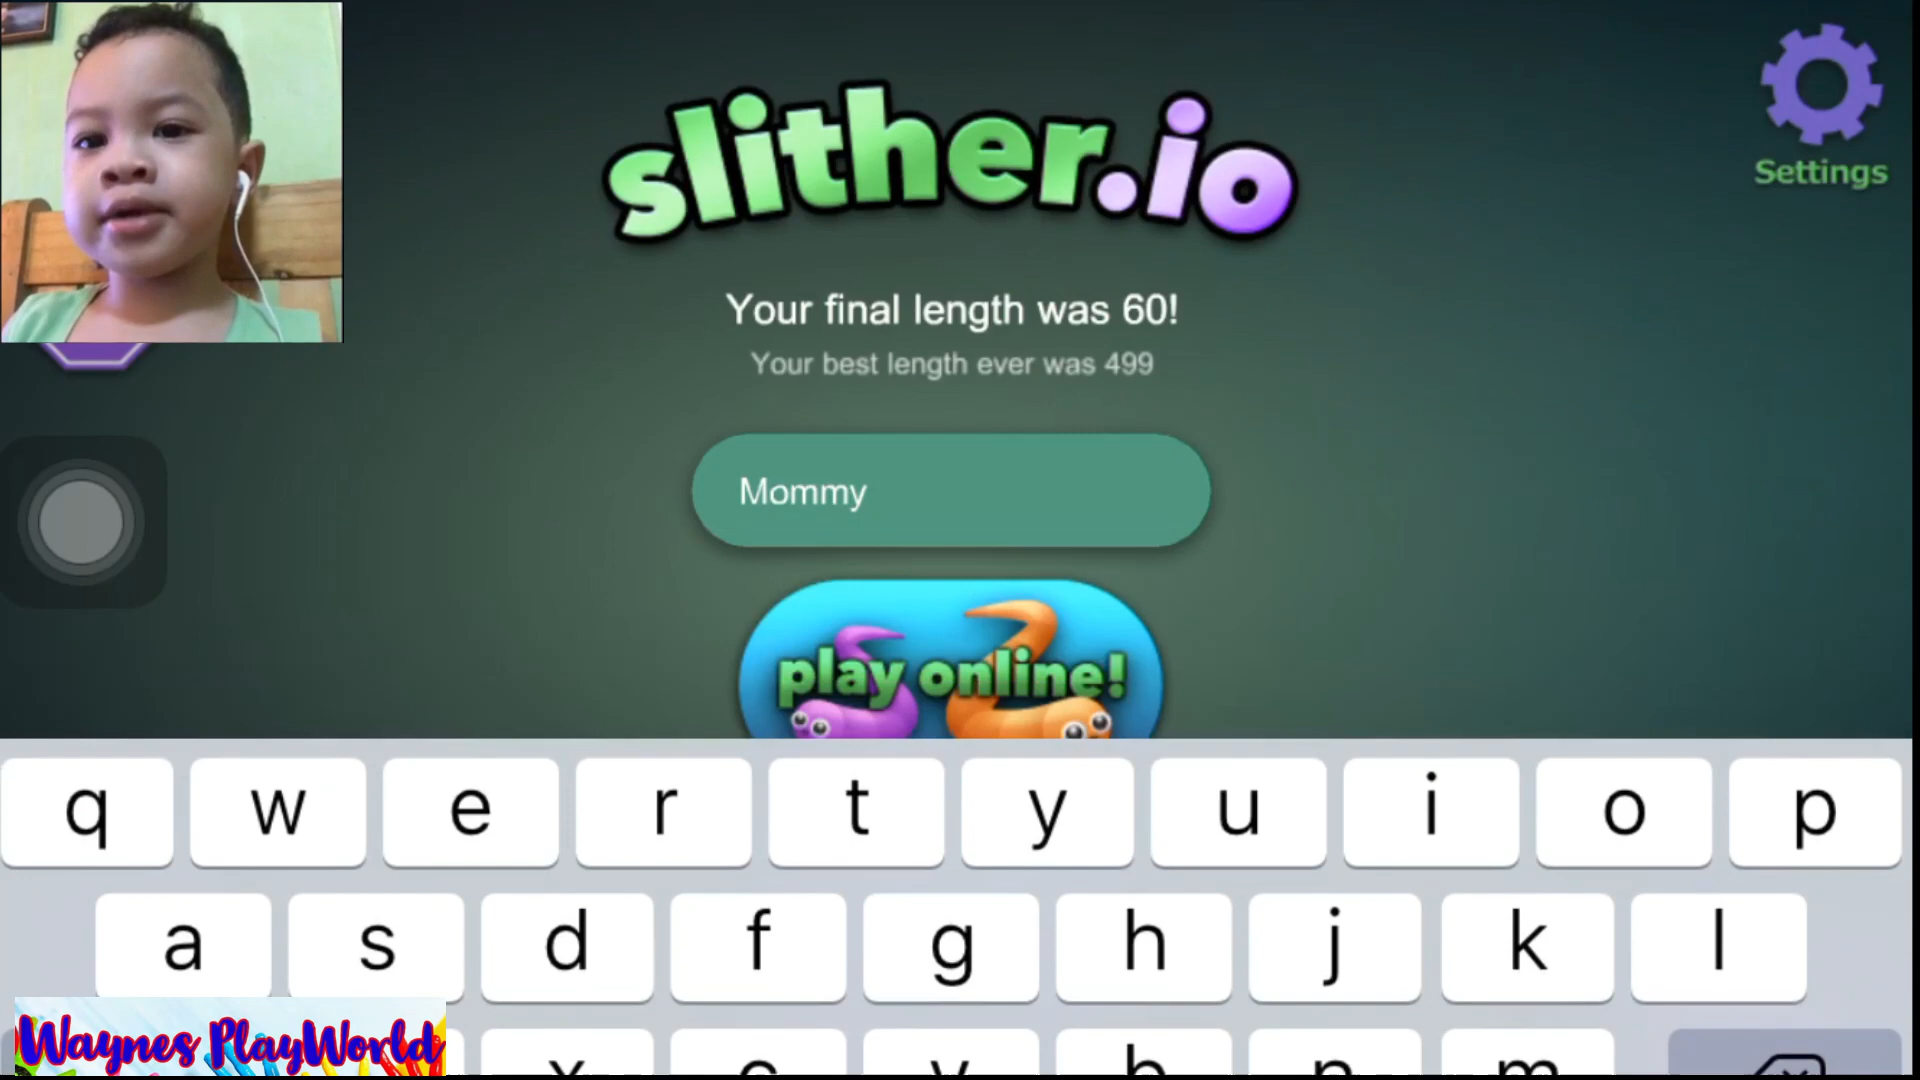 slither.io
Settings
Your final length was 60!
Your best length ever was 499
Mommy
play online!
q w e r t y u i o p
a s d f g h j k l
x c v b n m
Waynes PlayWorld